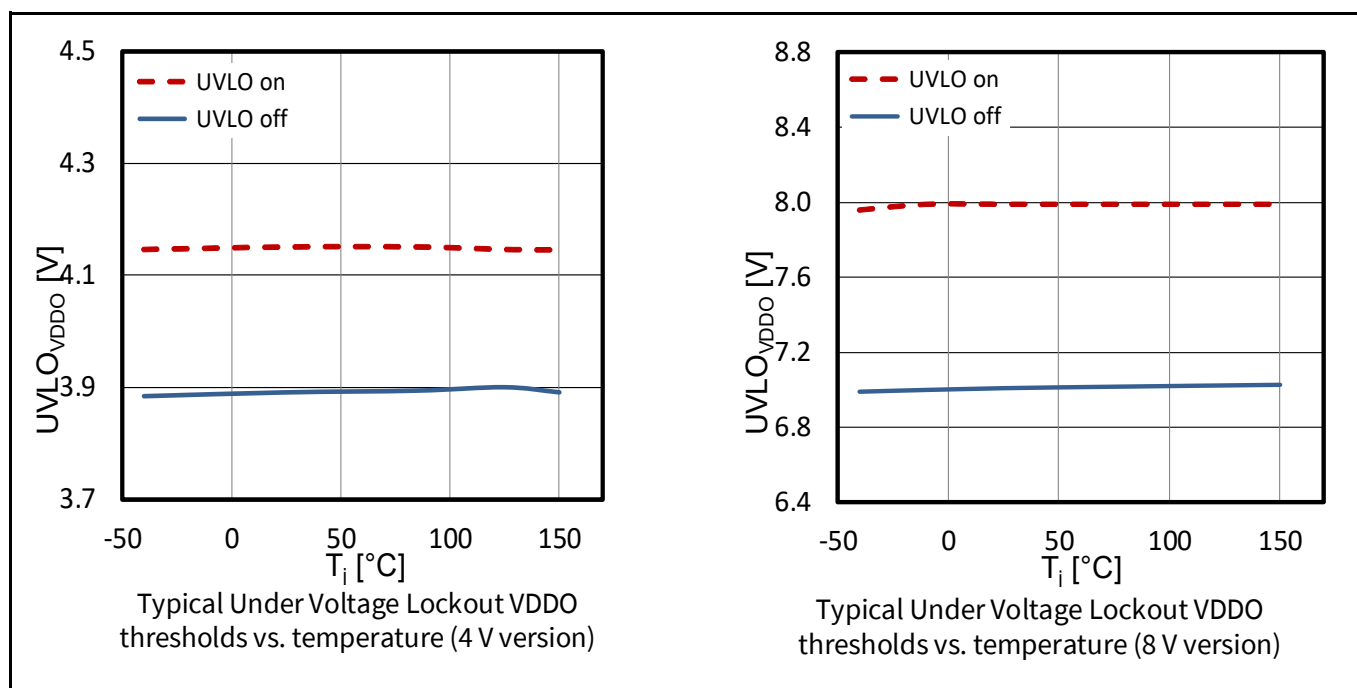 4.5
4.3
4.1
3.9
3.7
UVLO on
UVLO off
UVLOVDDO [V]
-50 0 50 100 150
Tj [°C]
Typical Under Voltage Lockout VDDO
thresholds vs. temperature (4 V version)
8.8
8.4
8.0
7.6
7.2
6.8
6.4
UVLO on
UVLO off
UVLOVDDO [V]
-50 0 50 100 150
Tj [°C]
Typical Under Voltage Lockout VDDO
thresholds vs. temperature (8 V version)